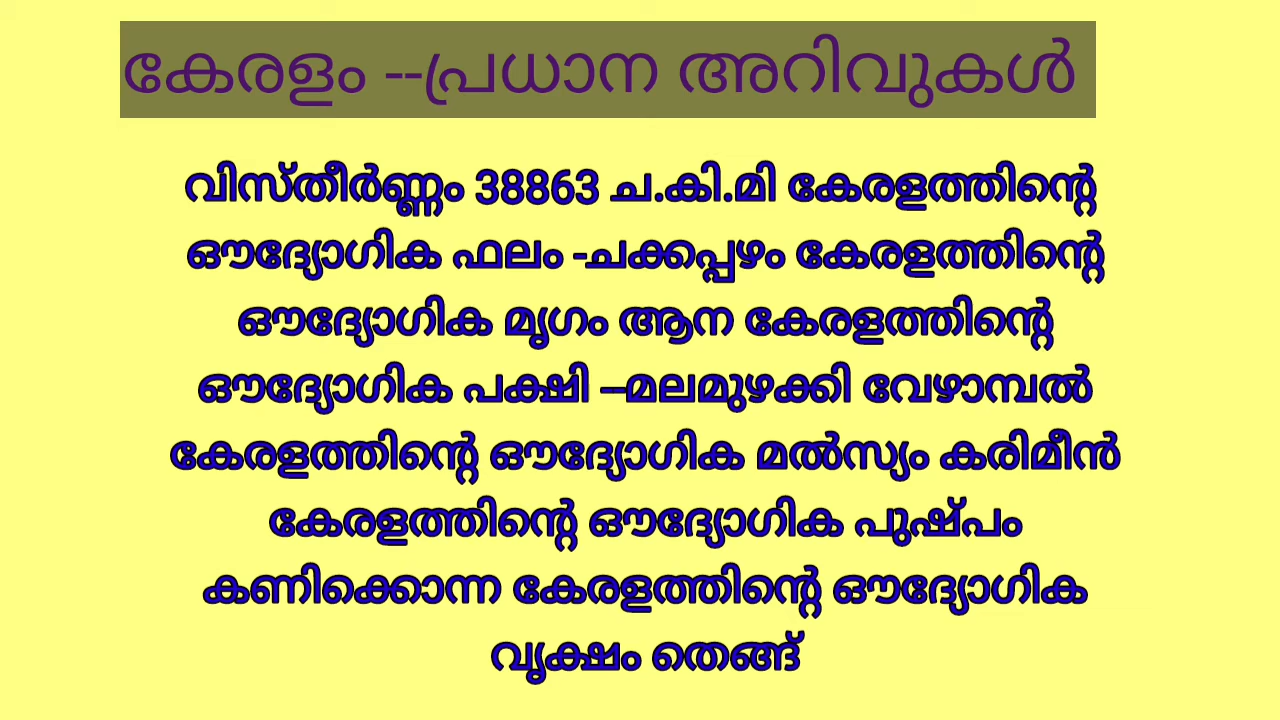 കേരളം --പ്രധാന അറിവുകൾ
വിസ്തീർണ്ണം 38863 ച.കി.മി കേരളത്തിന്റെ
ഔദ്യോഗിക ഫലം -ചക്കപ്പഴം കേരളത്തിന്റെ
ഔദ്യോഗിക മൃഗം ആന കേരളത്തിന്റെ
ഔദ്യോഗിക പക്ഷി --മലമുഴക്കി വേഴാമ്പൽ
കേരളത്തിന്റെ ഔദ്യോഗിക മൽസ്യം കരിമീൻ
കേരളത്തിന്റെ ഔദ്യോഗിക പുഷ്പം
കണിക്കൊന്ന കേരളത്തിന്റെ ഔദ്യോഗിക
വൃക്ഷം തെങ്ങ്